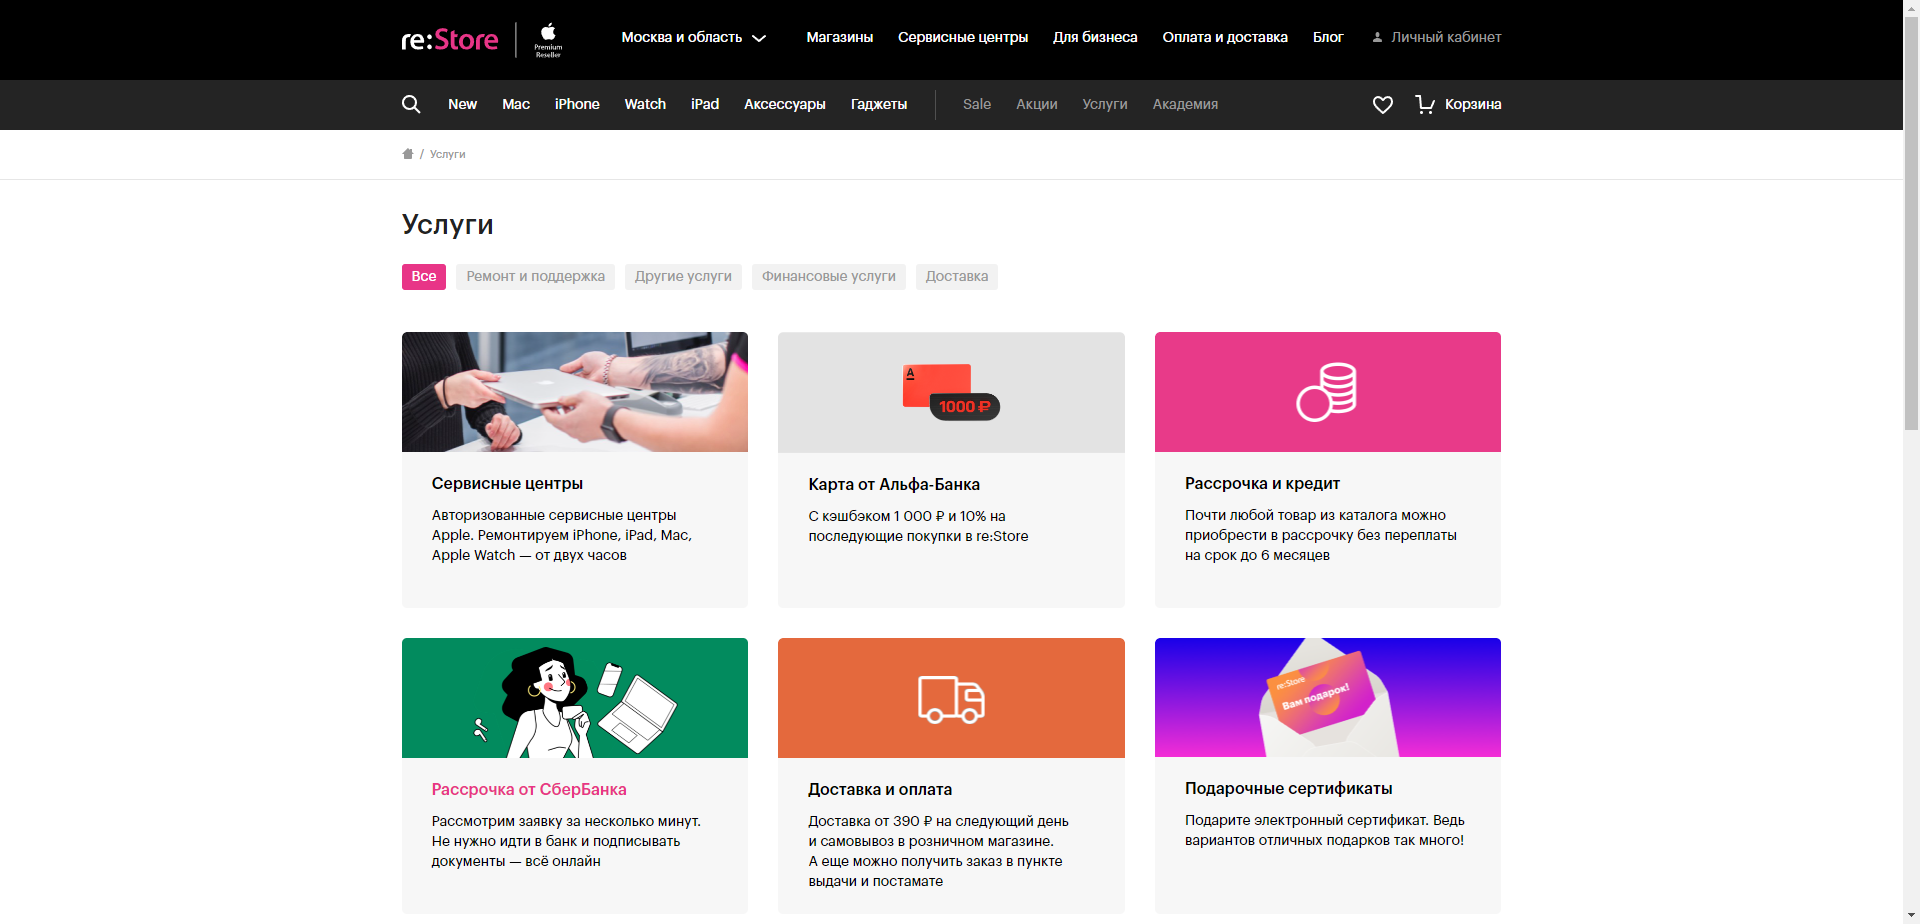 re:Store
Premium
Reseller
Москва и область
Магазины
Сервисные центры
Для бизнеса
Оплата и доставка
Блог
Личный кабинет
New
Mac
iPhone
Watch
iPad
Аксессуары
Гаджеты
Sale
Акции
Услуги
Академия
Корзина
/ Услуги
Услуги
Все
Ремонт и поддержка
Другие услуги
Финансовые услуги
Доставка
A
1000 ₽
Сервисные центры
Авторизованные сервисные центры
Apple. Ремонтируем iPhone, iPad, Mac,
Apple Watch — от двух часов
Карта от Альфа-Банка
С кэшбэком 1 000 ₽ и 10% на
последующие покупки в re:Store
Рассрочка и кредит
Почти любой товар из каталога можно
приобрести в рассрочку без переплаты
на срок до 6 месяцев
re:Store
Вам подарок!
Рассрочка от СберБанка
Рассмотрим заявку за несколько минут.
Не нужно идти в банк и подписывать
документы — всё онлайн
Доставка и оплата
Доставка от 390 ₽ на следующий день
и самовывоз в розничном магазине.
А еще можно получить заказ в пункте
выдачи и постамате
Подарочные сертификаты
Подарите электронный сертификат. Ведь
вариантов отличных подарков так много!